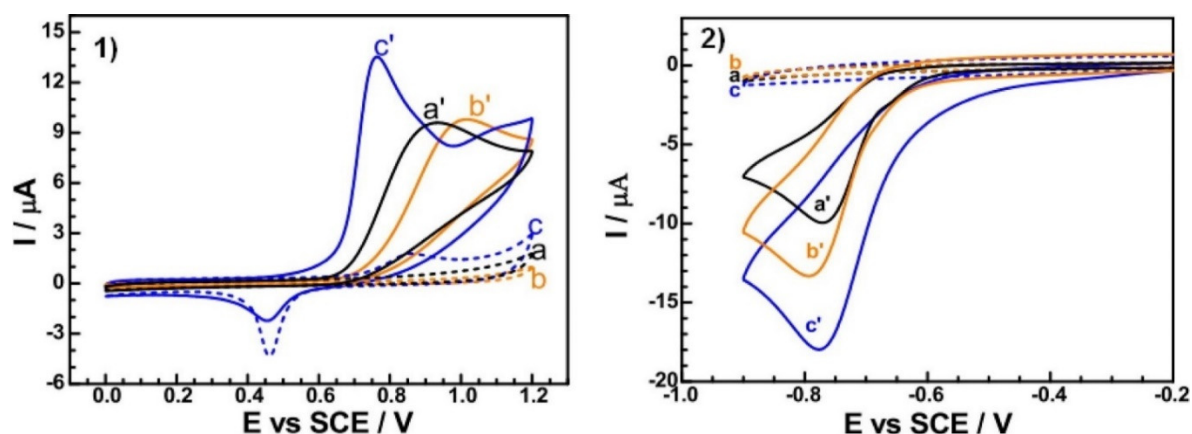 1)
I / μA
15
12
9
6
3
0
-3
-6
c'
a'
b'
c
a
b
0.0 0.2 0.4 0.6 0.8 1.0 1.2
E vs SCE / V
2)
I / μA
0
-5
-10
-15
-20
b
a
c
a'
b'
c'
-1.0 -0.8 -0.6 -0.4 -0.2
E vs SCE / V